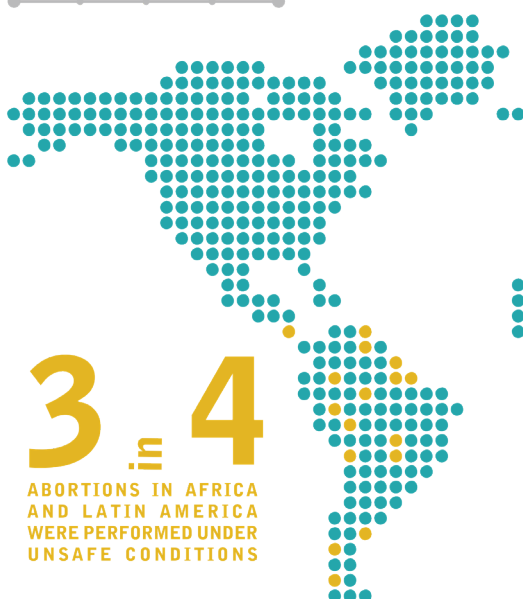 3 in 4
ABORTIONS IN AFRICA
AND LATIN AMERICA
WERE PERFORMED UNDER
UNSAFE CONDITIONS